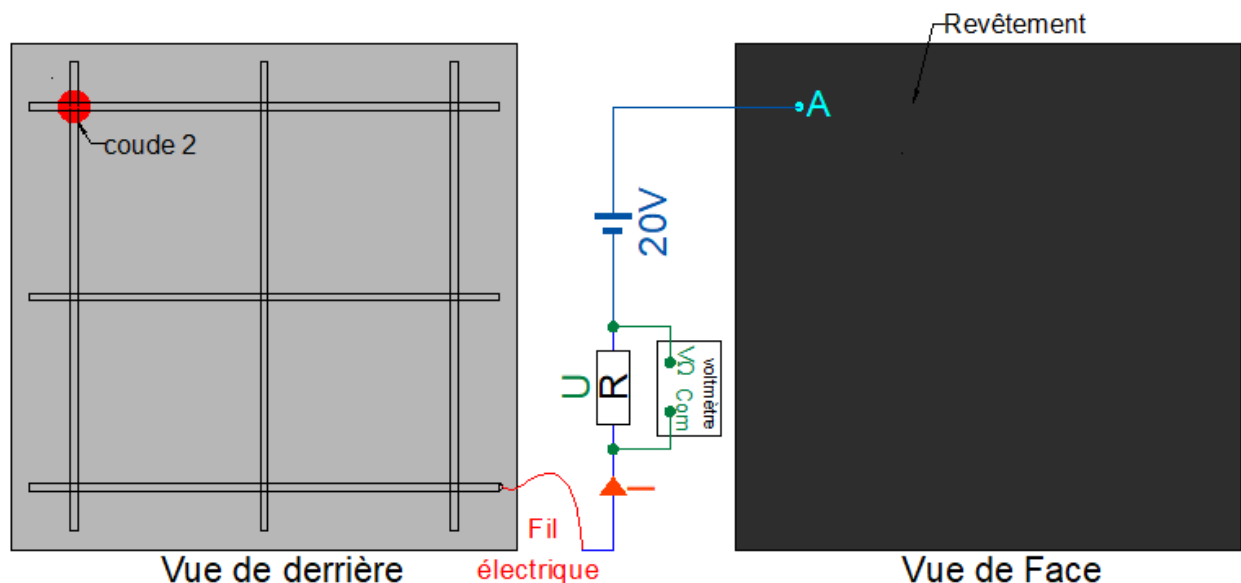 Revêtement
A
coude 2
20V
U
R
VΩ Com
voltmètre
I
Fil
électrique
Vue de derrière
Vue de Face